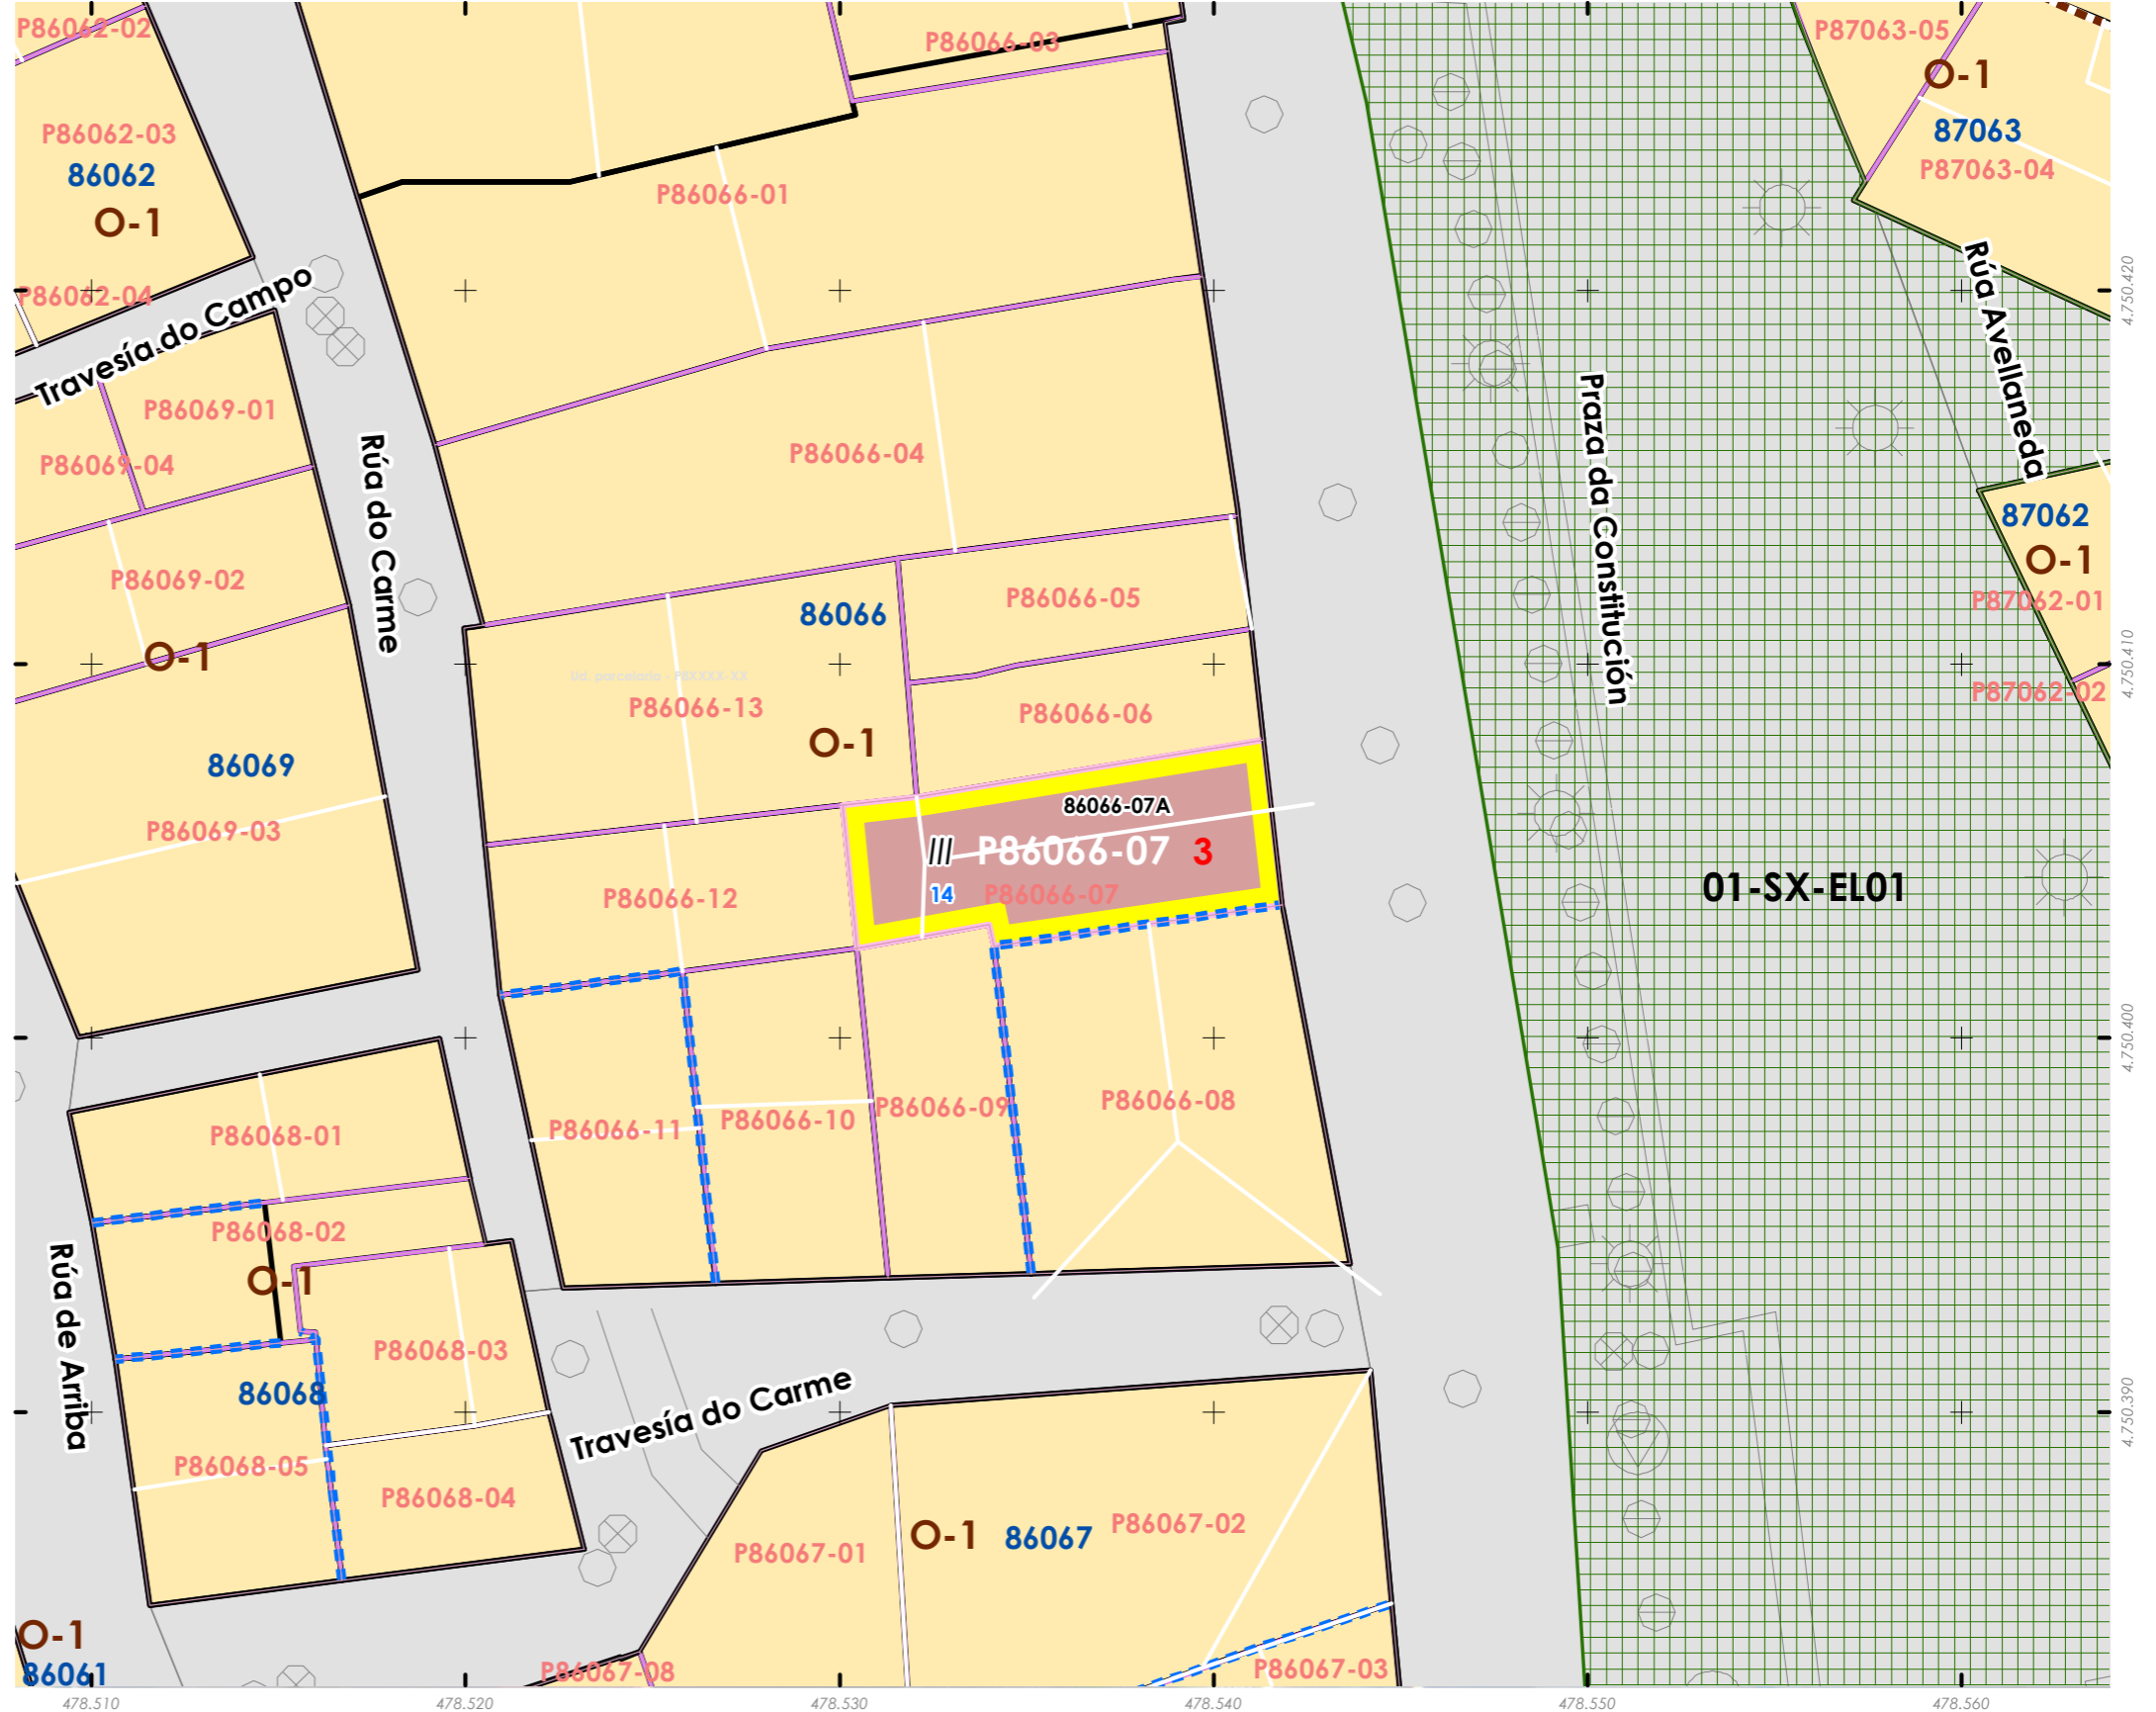 P86062-02
P86066-03
P87063-05
O-1
87063
P87063-04
P86062-03
86062
O-1
P86062-04
P86066-01
Travesía do Campo
Rúa Avellaneda
4.750.420
P86069-01
P86069-04
Rúa do Carme
P86066-04
Praza da Constitución
87062
O-1
P87062-01
P87062-02
P86069-02
O-1
86066
P86066-05
Ud. parcelaria - P8XXXX-XX
P86066-13
P86066-06
O-1
4.750.410
86069
P86069-03
86066-07A
III P86066-07 3
14 P86066-07
01-SX-EL01
P86066-12
4.750.400
P86066-11
P86066-10
P86066-09
P86066-08
P86068-01
P86068-02
O-1
Rúa de Arriba
P86068-03
86068
P86068-05
P86068-04
Travesía do Carme
4.750.390
P86067-01
O-1
86067
P86067-02
O-1
86061
P86067-08
P86067-03
478.510
478.520
478.530
478.540
478.550
478.560